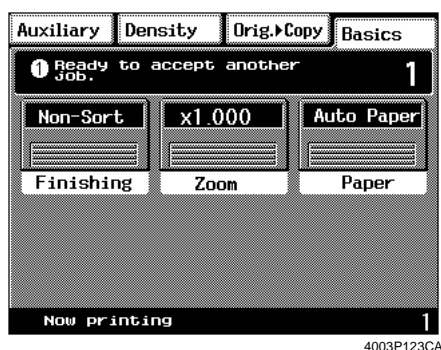 Auxiliary Density Orig.▶Copy Basics
❶ Ready to accept another job. 1
Non-Sort x1.000 Auto Paper
Finishing Zoom Paper
Now printing 1
4003P123CA